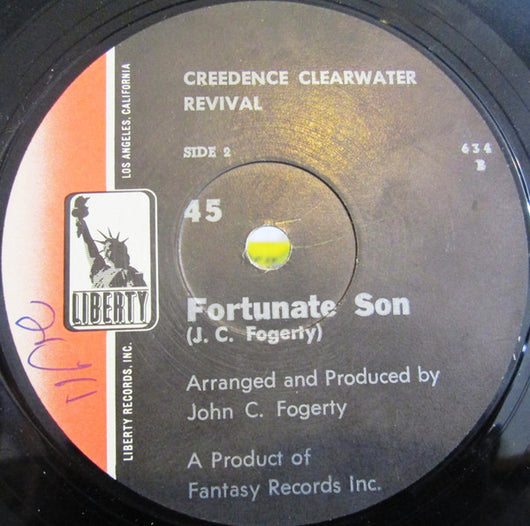 CREEDENCE CLEARWATER
REVIVAL
SIDE 2
634
B
45
LIBERTY
Fortunate Son
(J. C. Fogerty)
Arranged and Produced by
John C. Fogerty
A Product of
Fantasy Records Inc.
LIBERTY RECORDS, INC.
LOS ANGELES, CALIFORNIA